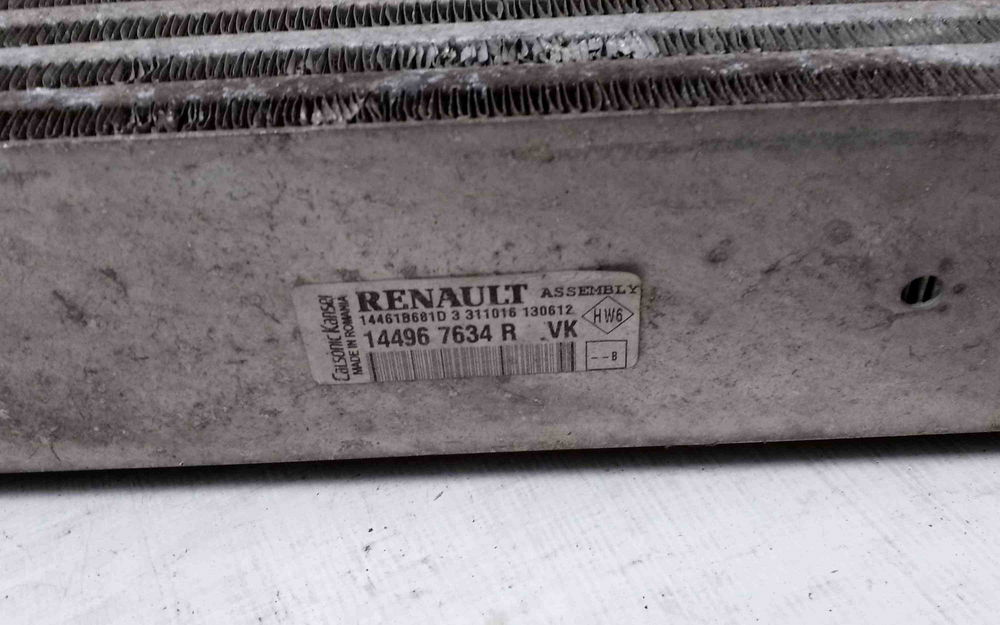 Calsonic Kansei
MADE IN ROMANIA
RENAULT ASSEMBLY
14461B681D 3 311016 130612
14496 7634 R .VK
HW6
--B